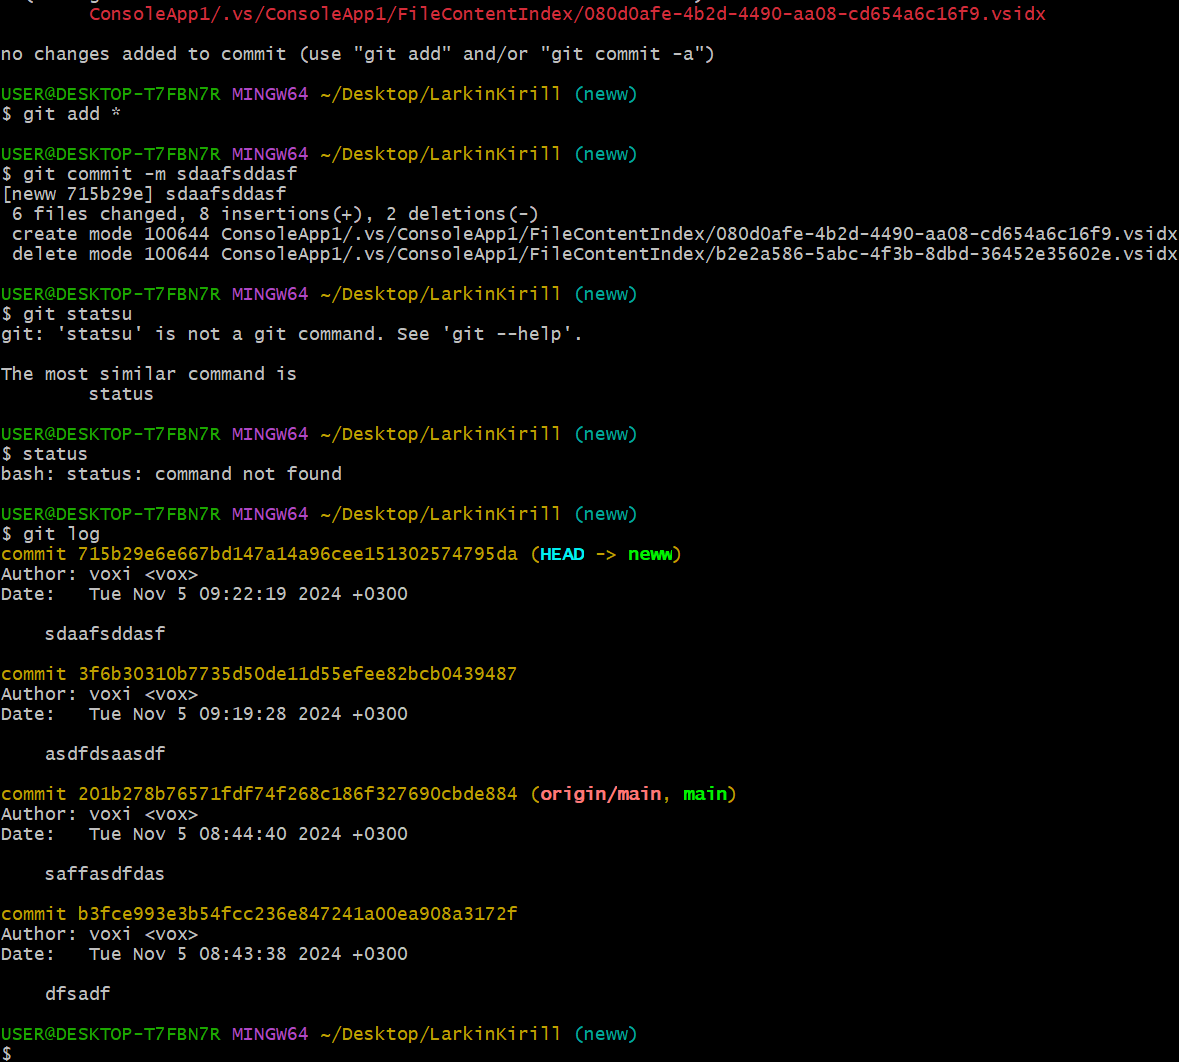 ConsoleApp1/.vs/ConsoleApp1/FileContentIndex/080d0afe-4b2d-4490-aa08-cd654a6c16f9.vsidx
no changes added to commit (use "git add" and/or "git commit -a")
USER@DESKTOP-T7FBN7R MINGW64 ~/Desktop/LarkinKirill (neww)
$ git add *
USER@DESKTOP-T7FBN7R MINGW64 ~/Desktop/LarkinKirill (neww)
$ git commit -m sdaafsddasf
[neww 715b29e] sdaafsddasf
6 files changed, 8 insertions(+), 2 deletions(-)
create mode 100644 ConsoleApp1/.vs/ConsoleApp1/FileContentIndex/080d0afe-4b2d-4490-aa08-cd654a6c16f9.vsidx
delete mode 100644 ConsoleApp1/.vs/ConsoleApp1/FileContentIndex/b2e2a586-5abc-4f3b-8dbd-36452e35602e.vsidx
USER@DESKTOP-T7FBN7R MINGW64 ~/Desktop/LarkinKirill (neww)
$ git statsu
git: 'statsu' is not a git command. See 'git --help'.
The most similar command is
status
USER@DESKTOP-T7FBN7R MINGW64 ~/Desktop/LarkinKirill (neww)
$ status
bash: status: command not found
USER@DESKTOP-T7FBN7R MINGW64 ~/Desktop/LarkinKirill (neww)
$ git log
commit 715b29e6e667bd147a14a96cee151302574795da (HEAD -> neww)
Author: voxi <vox>
Date:   Tue Nov 5 09:22:19 2024 +0300
sdaafsddasf
commit 3f6b30310b7735d50de11d55efee82bcb0439487
Author: voxi <vox>
Date:   Tue Nov 5 09:19:28 2024 +0300
asdfdsaasdf
commit 201b278b76571fdf74f268c186f327690cbde884 (origin/main, main)
Author: voxi <vox>
Date:   Tue Nov 5 08:44:40 2024 +0300
saffasdfdas
commit b3fce993e3b54fcc236e847241a00ea908a3172f
Author: voxi <vox>
Date:   Tue Nov 5 08:43:38 2024 +0300
dfsadf
USER@DESKTOP-T7FBN7R MINGW64 ~/Desktop/LarkinKirill (neww)
$